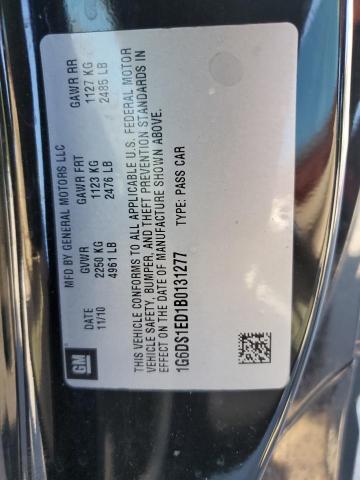 MFD BY GENERAL MOTORS LLC
DATE GVWR GAWR FRT GAWR RR
11/10 2250 KG 1123 KG 1127 KG
4961 LB 2476 LB 2485 LB
THIS VEHICLE CONFORMS TO ALL APPLICABLE U.S. FEDERAL MOTOR
VEHICLE SAFETY, BUMPER, AND THEFT PREVENTION STANDARDS IN
EFFECT ON THE DATE OF MANUFACTURE SHOWN ABOVE.
1G6DS1ED1B0131277 TYPE: PASS CAR
GM